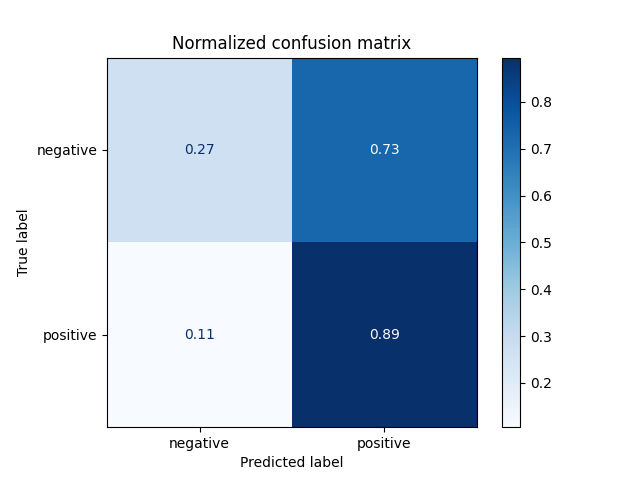 Normalized confusion matrix
True label
negative
positive
0.27
0.73
0.11
0.89
negative
positive
Predicted label
0.8
0.7
0.6
0.5
0.4
0.3
0.2